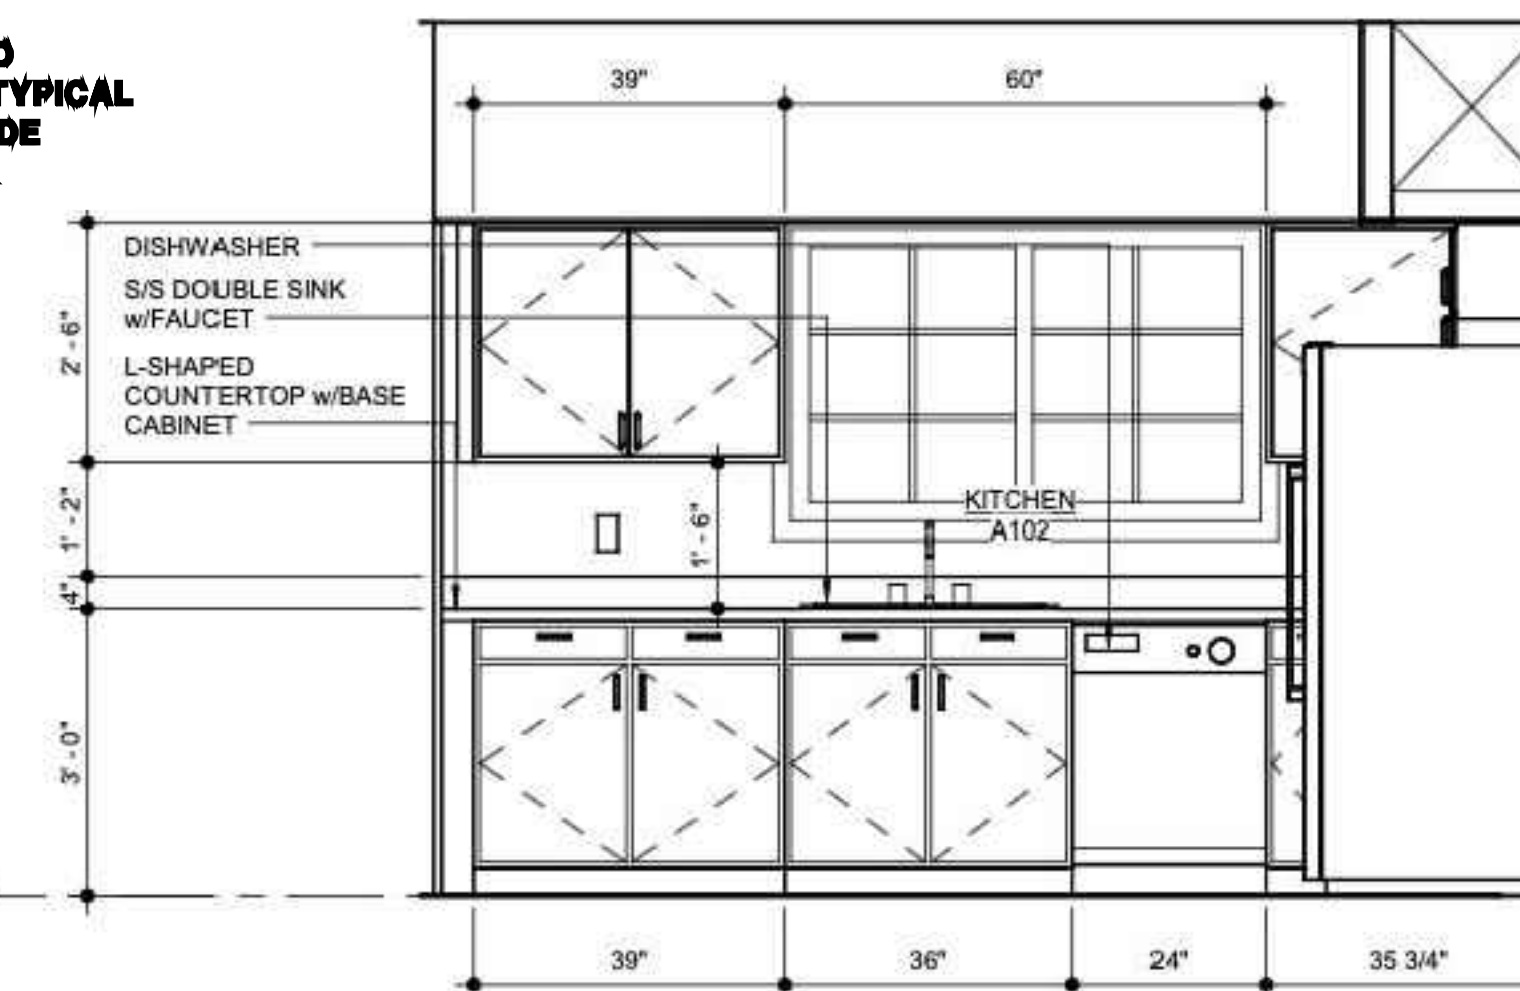 TYPICAL
39"
60"
DISHWASHER
S/S DOUBLE SINK
w/FAUCET
L-SHAPED
COUNTERTOP w/BASE
CABINET
2' - 6"
1' - 2"
4"
3' - 0"
1' - 6"
KITCHEN
A102
39"
36"
24"
35 3/4"